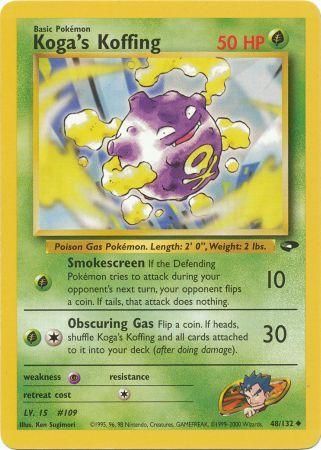 Basic Pokémon
Koga's Koffing
50 HP
Poison Gas Pokémon. Length: 2' 0", Weight: 2 lbs.
Smokescreen If the Defending
Pokémon tries to attack during your
opponent's next turn, your opponent flips
a coin. If tails, that attack does nothing.
10
Obscuring Gas Flip a coin. If heads,
shuffle Koga's Koffing and all cards attached
to it into your deck (after doing damage).
30
weakness
resistance
retreat cost
LV. 15 #109
Illus. Ken Sugimori
©1995, 96, 98 Nintendo, Creatures, GAMEFREAK. ©1999-2000 Wizards.
48/132